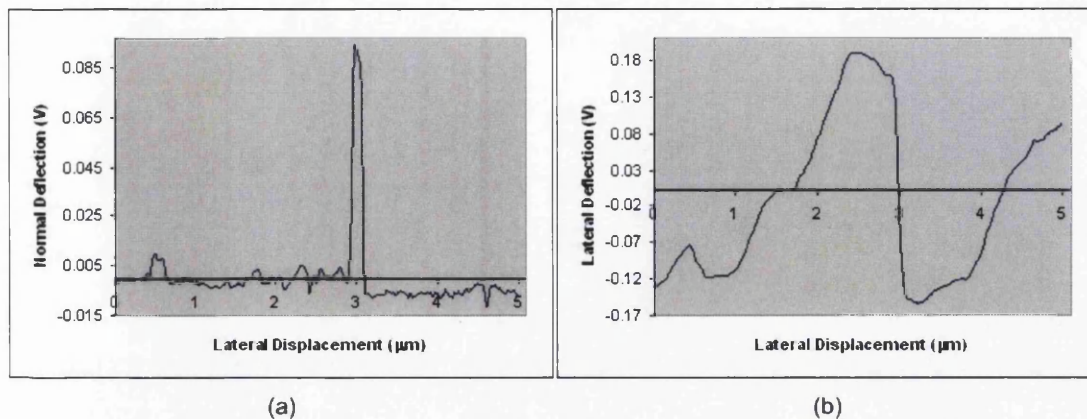 Normal Deflection (V)
0.085
0.065
0.045
0.025
0.005
-0.015
0 1 2 3 4 5
Lateral Displacement (µm)
(a)
Lateral Deflection (V)
0.18
0.13
0.08
0.03
-0.02
-0.07
-0.12
-0.17
0 1 2 3 4 5
Lateral Displacement (µm)
(b)